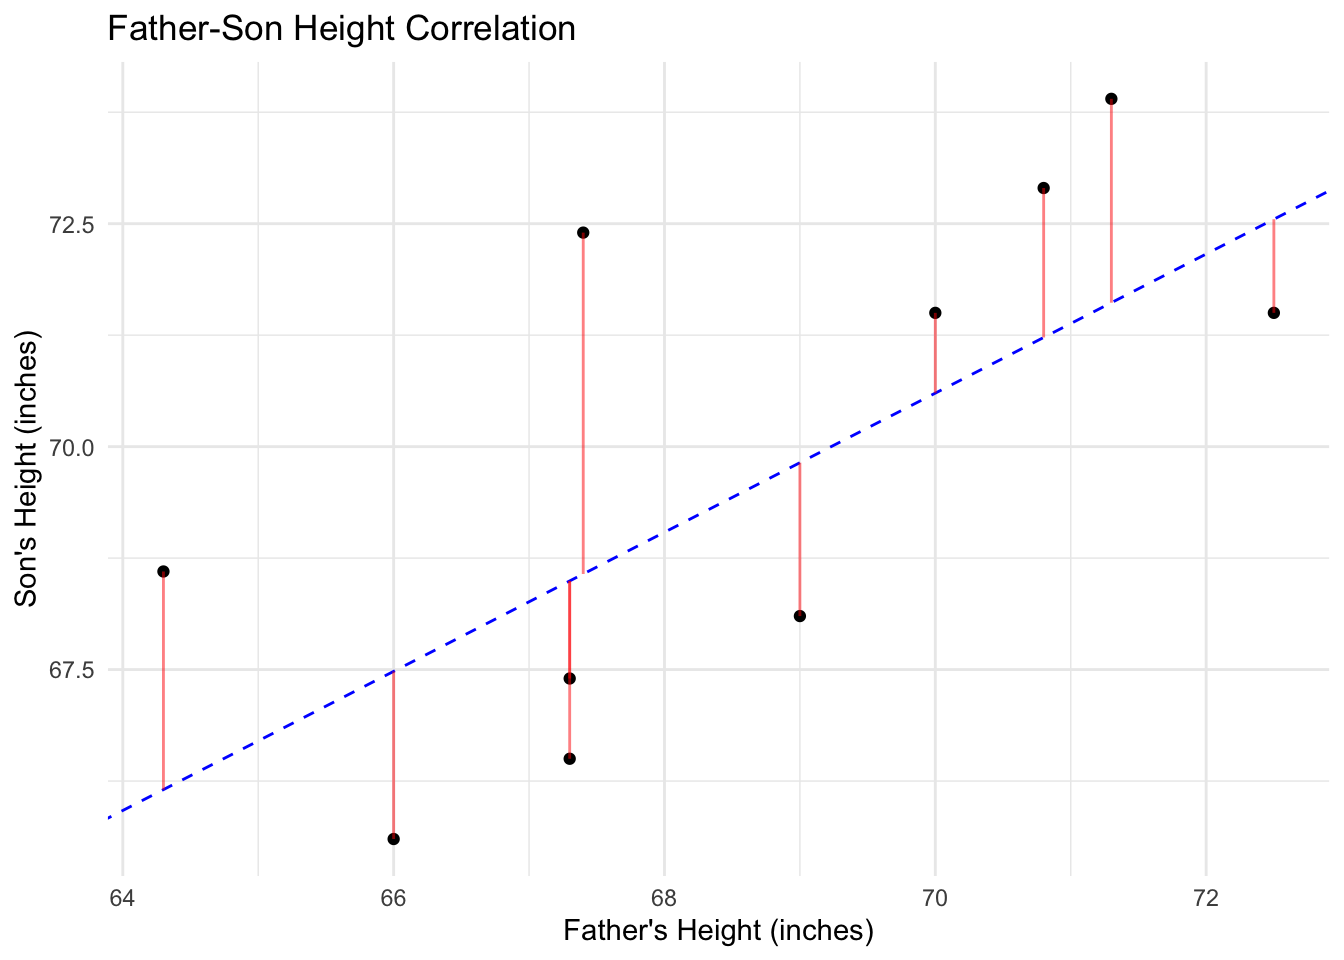 Father-Son Height Correlation
72.5
70.0
67.5
Son's Height (inches)
64 66 68 70 72
Father's Height (inches)